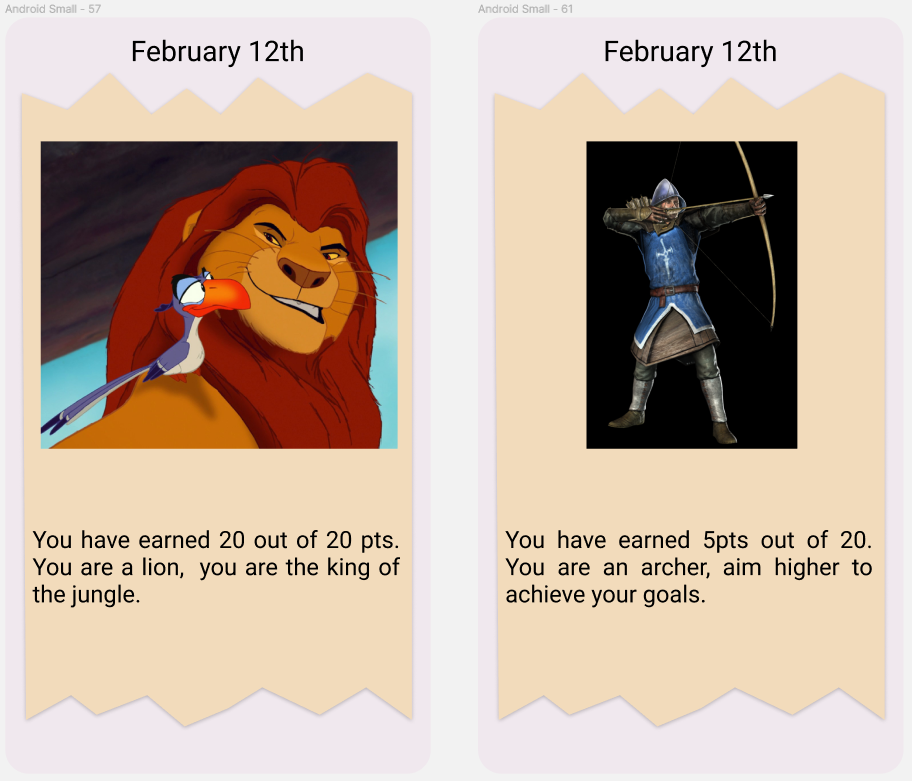 Android Small - 57
February 12th
You have earned 20 out of 20 pts.
You are a lion,  you are the king of
the jungle.
Android Small - 61
February 12th
You have earned 5pts out of 20.
You are an archer, aim higher to
achieve your goals.